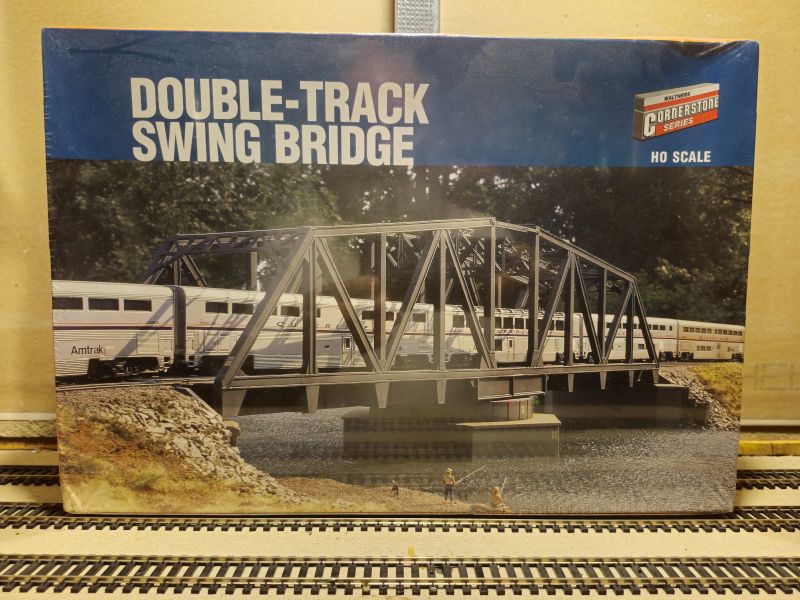 DOUBLE-TRACK
SWING BRIDGE
WALTHERS
CORNERSTONE
SERIES
HO SCALE
Amtrak